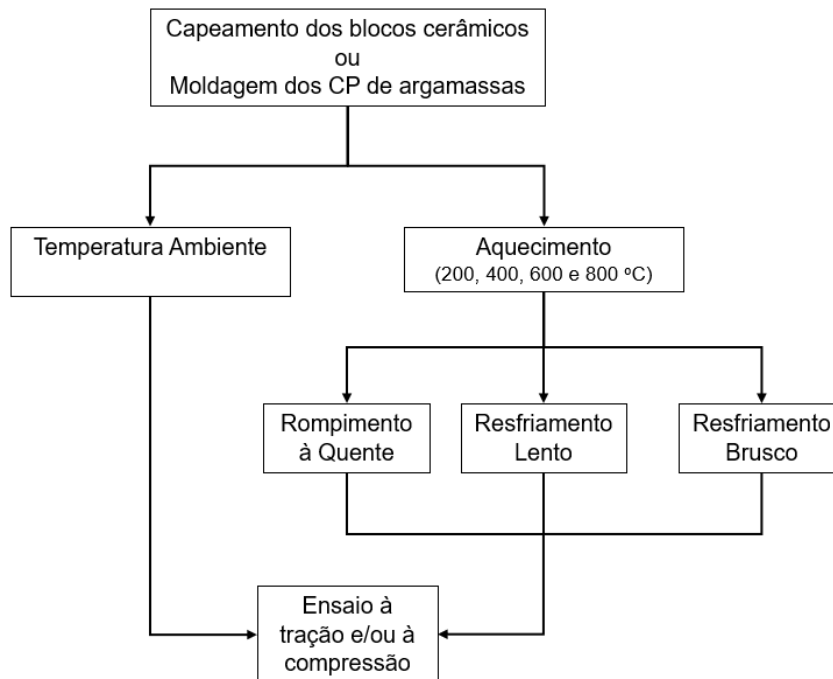 Capeamento dos blocos cerâmicos
ou
Moldagem dos CP de argamassas
Temperatura Ambiente
Aquecimento
(200, 400, 600 e 800 ºC)
Rompimento
à Quente
Resfriamento
Lento
Resfriamento
Brusco
Ensaio à
tração e/ou à
compressão